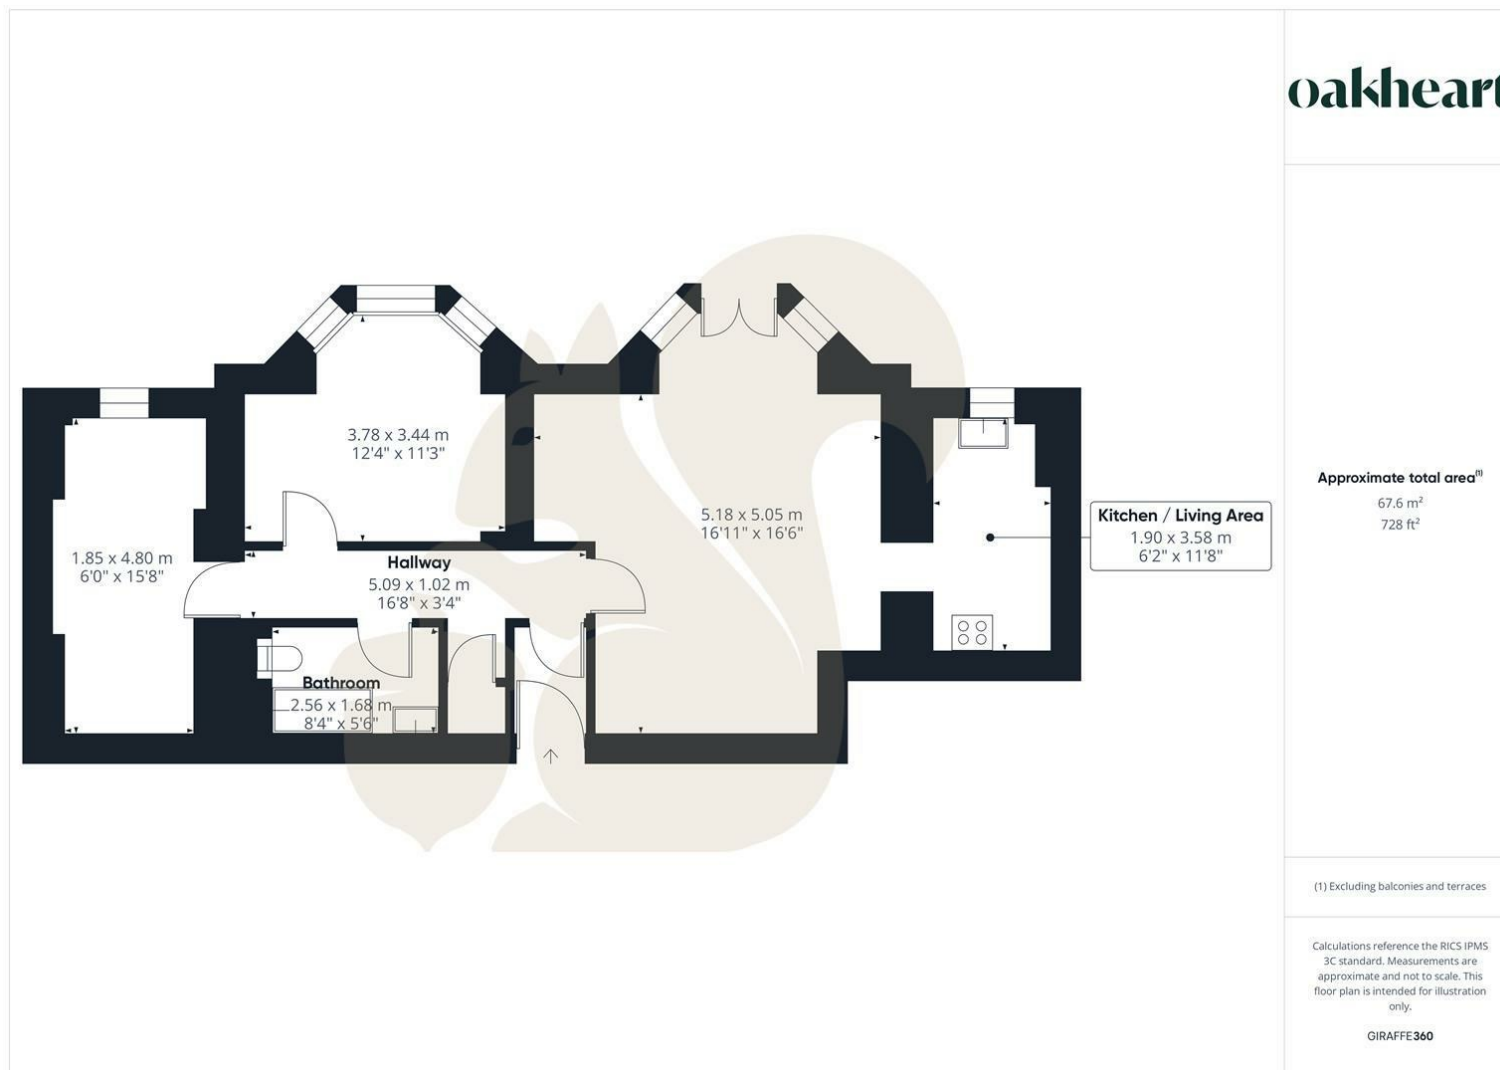 oakheart
3.78 x 3.44 m
12'4" x 11'3"
5.18 x 5.05 m
16'11" x 16'6"
Kitchen / Living Area
1.90 x 3.58 m
6'2" x 11'8"
1.85 x 4.80 m
6'0" x 15'8"
Hallway
5.09 x 1.02 m
16'8" x 3'4"
Bathroom
2.56 x 1.68 m
8'4" x 5'6"
Approximate total area(1)
67.6 m²
728 ft²
(1) Excluding balconies and terraces
Calculations reference the RICS IPMS
3C standard. Measurements are
approximate and not to scale. This
floor plan is intended for illustration
only.
GIRAFFE360